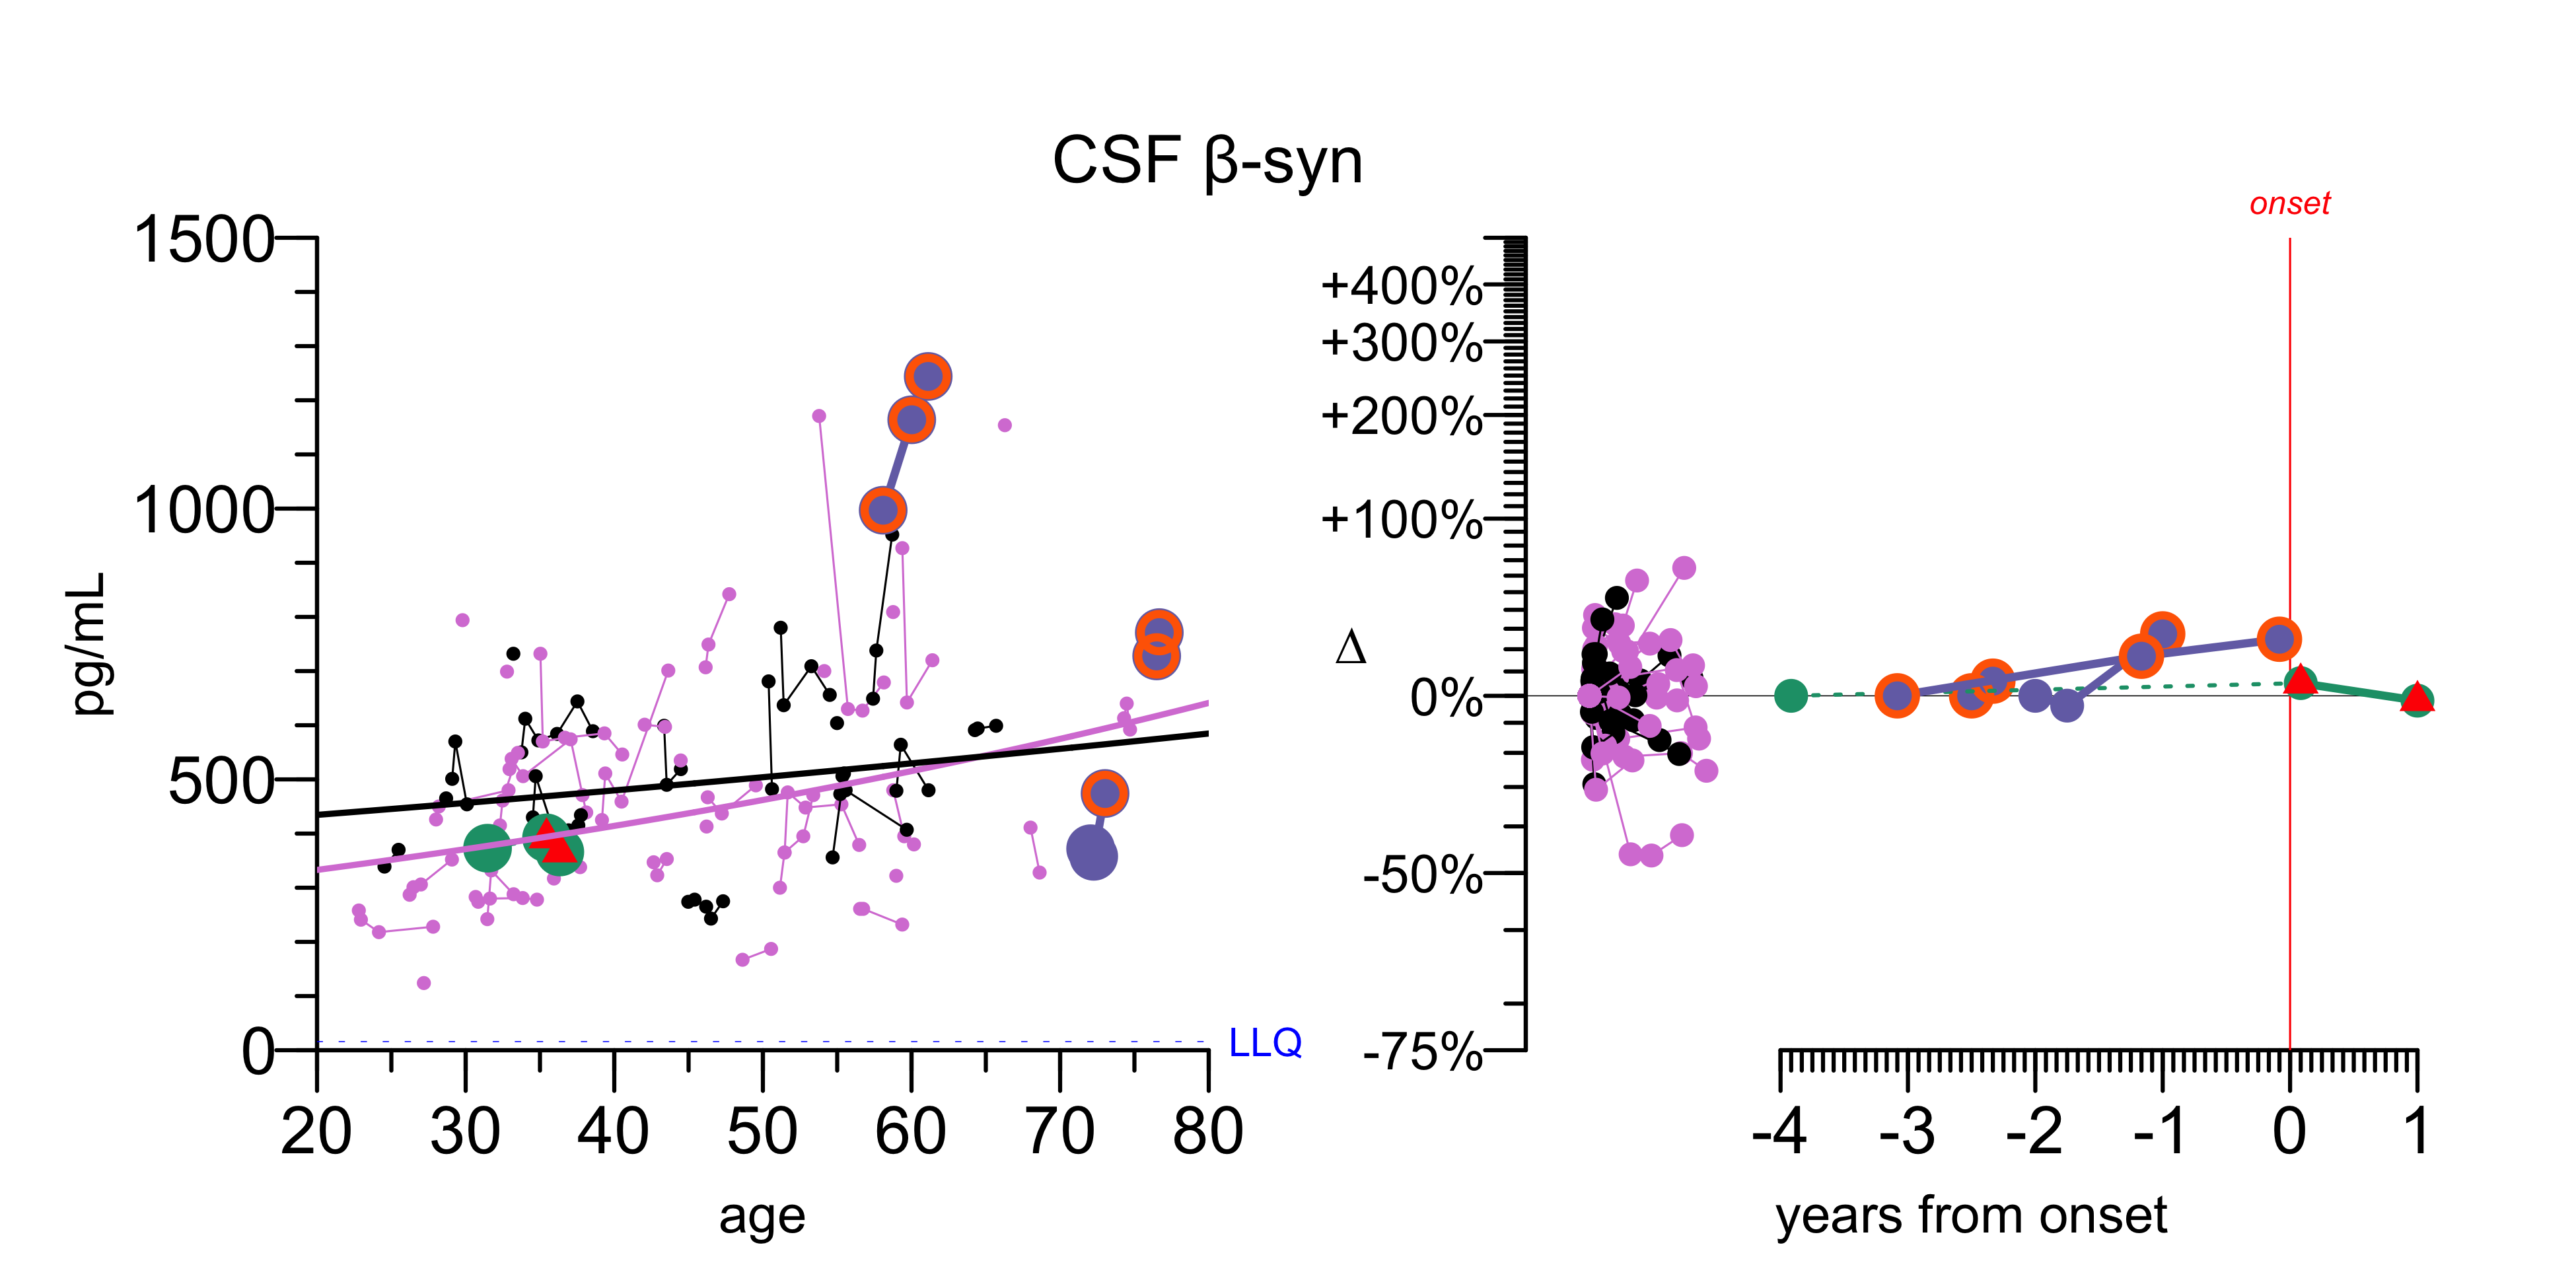 CSF β-syn
onset
1500
1000
500
0
pg/mL
LLQ
20 30 40 50 60 70 80
age
+400%
+300%
+200%
+100%
0%
-50%
-75%
Δ
-4 -3 -2 -1 0 1
years from onset